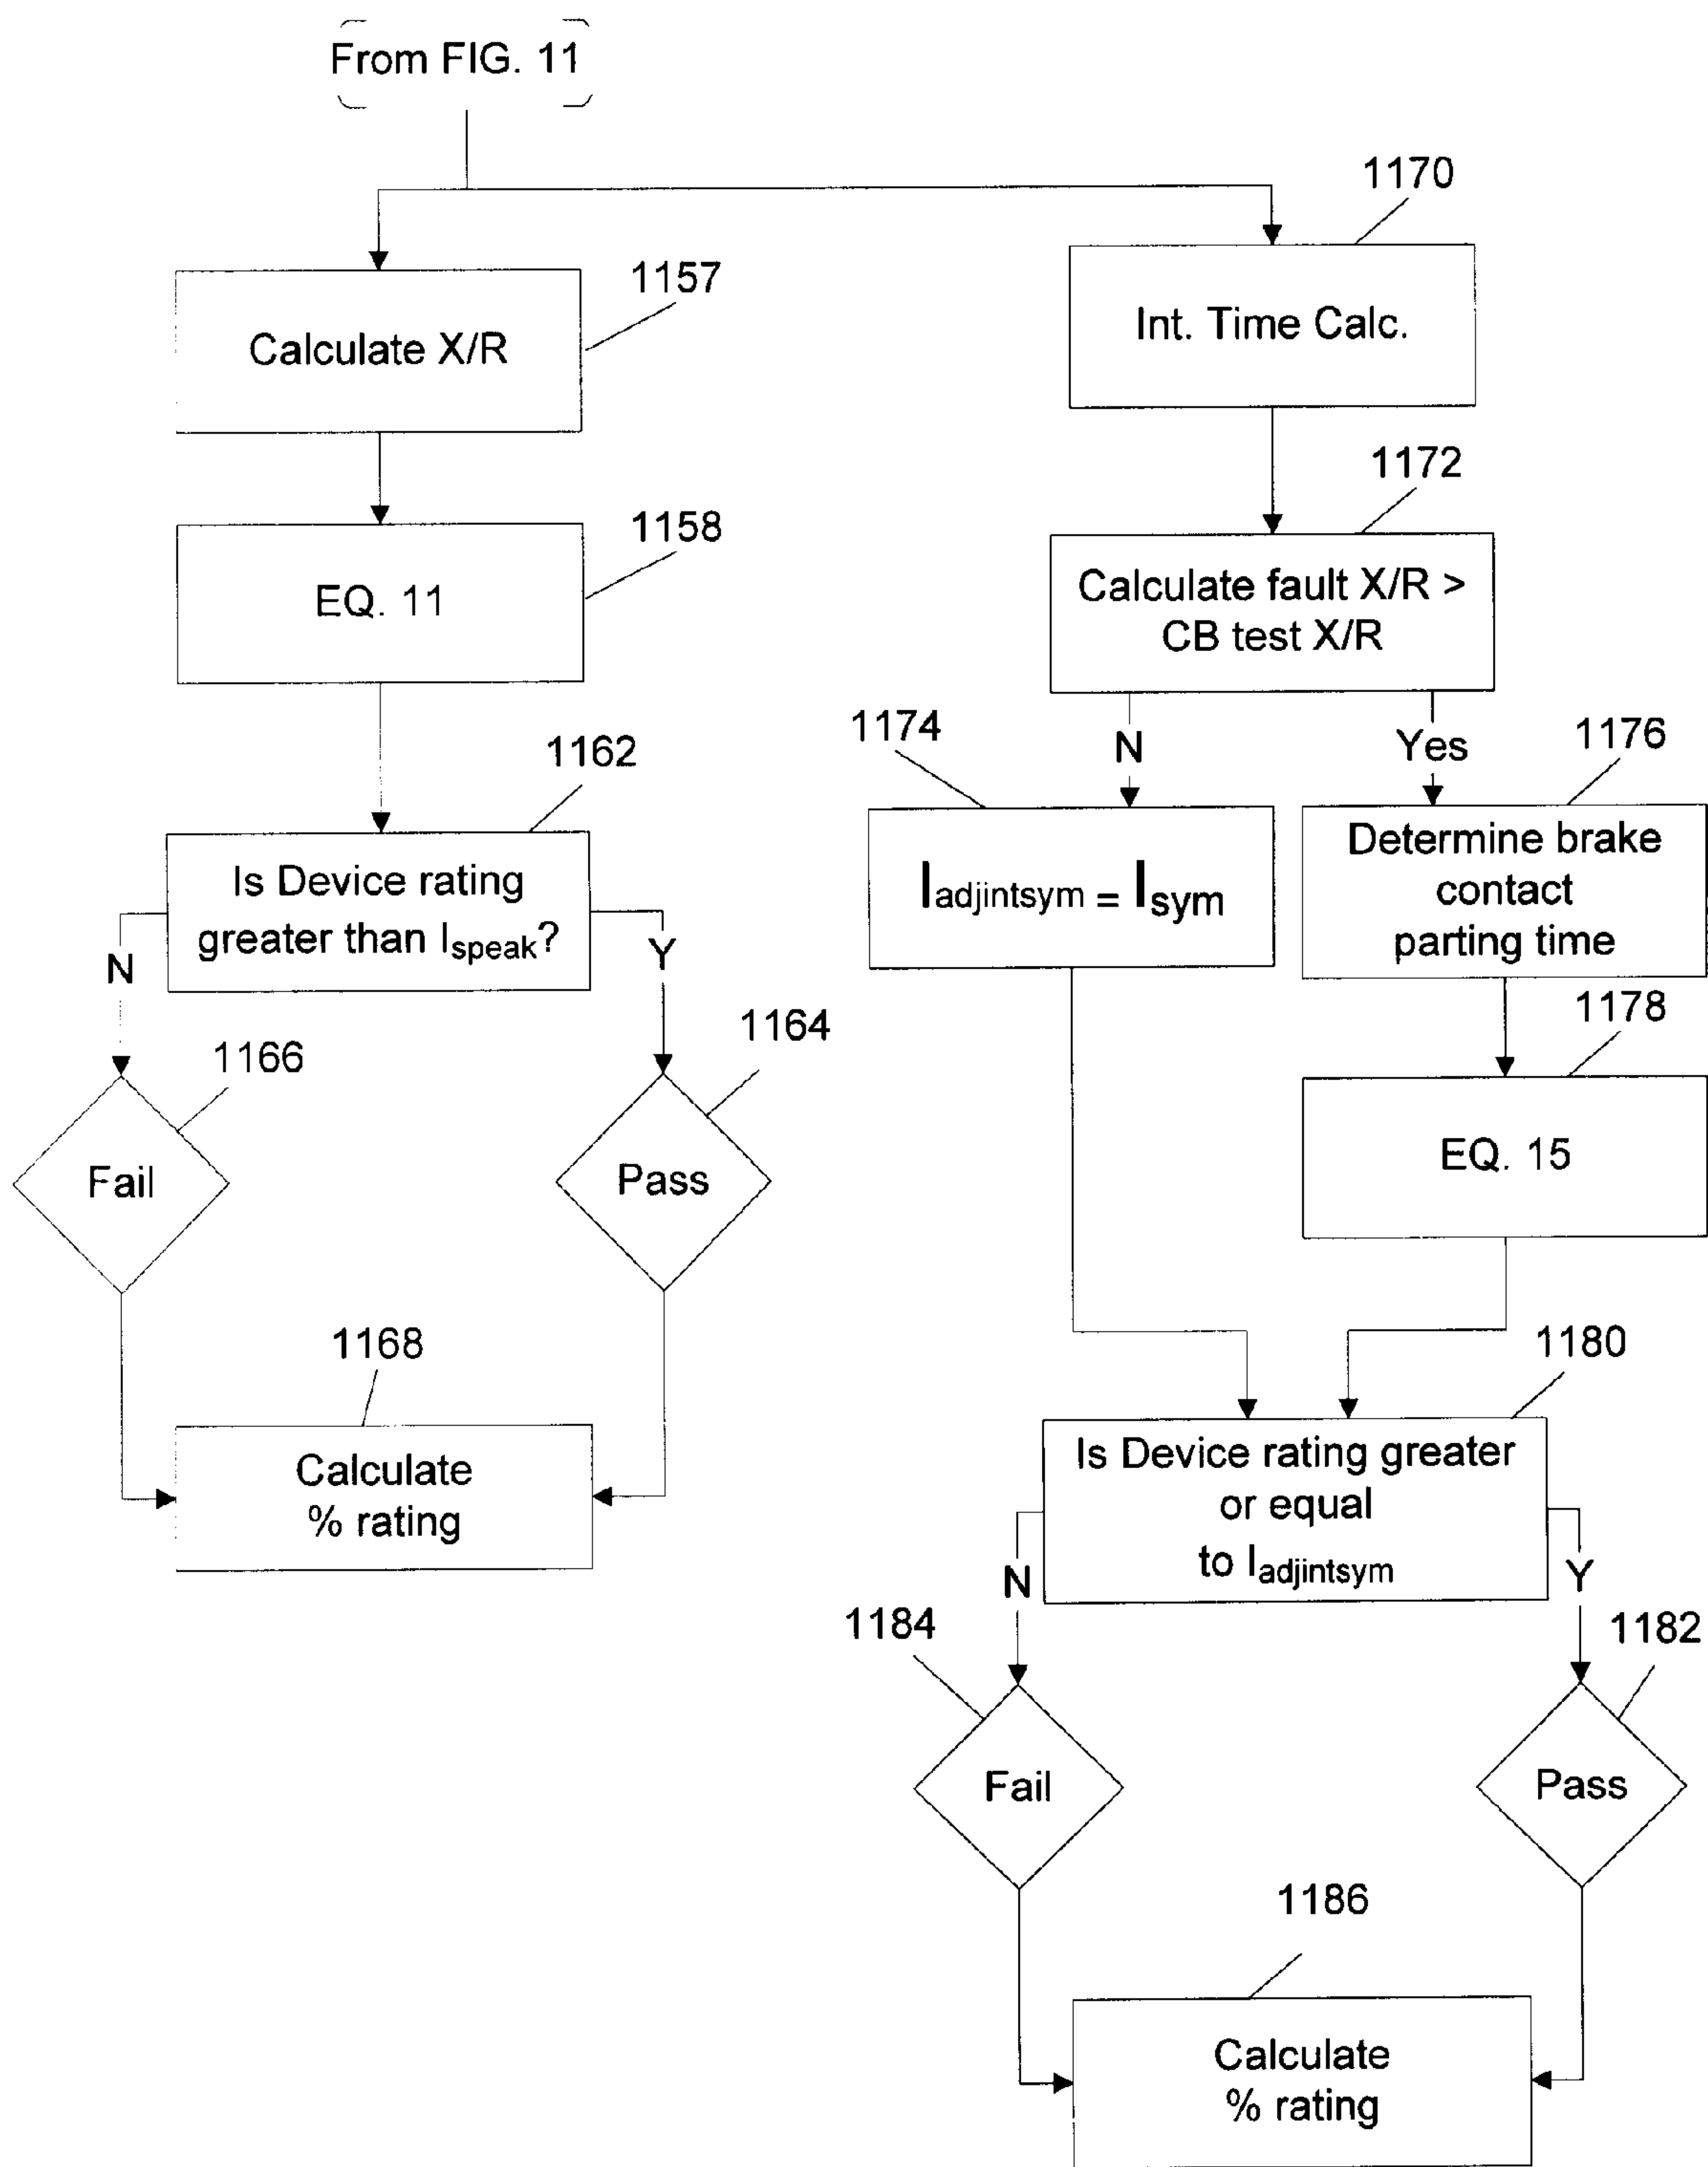 From FIG. 11
1157
Calculate X/R
1158
EQ. 11
1162
Is Device rating
greater than Ispeak?
N
Y
1166
1164
Fail
Pass
1168
Calculate
% rating
1170
Int. Time Calc.
1172
Calculate fault X/R >
CB test X/R
N
Yes
1174
Iadjintsym = Isym
1176
Determine brake
contact
parting time
1178
EQ. 15
1180
Is Device rating greater
or equal
to Iadjintsym
N
Y
1184
1182
Fail
Pass
1186
Calculate
% rating